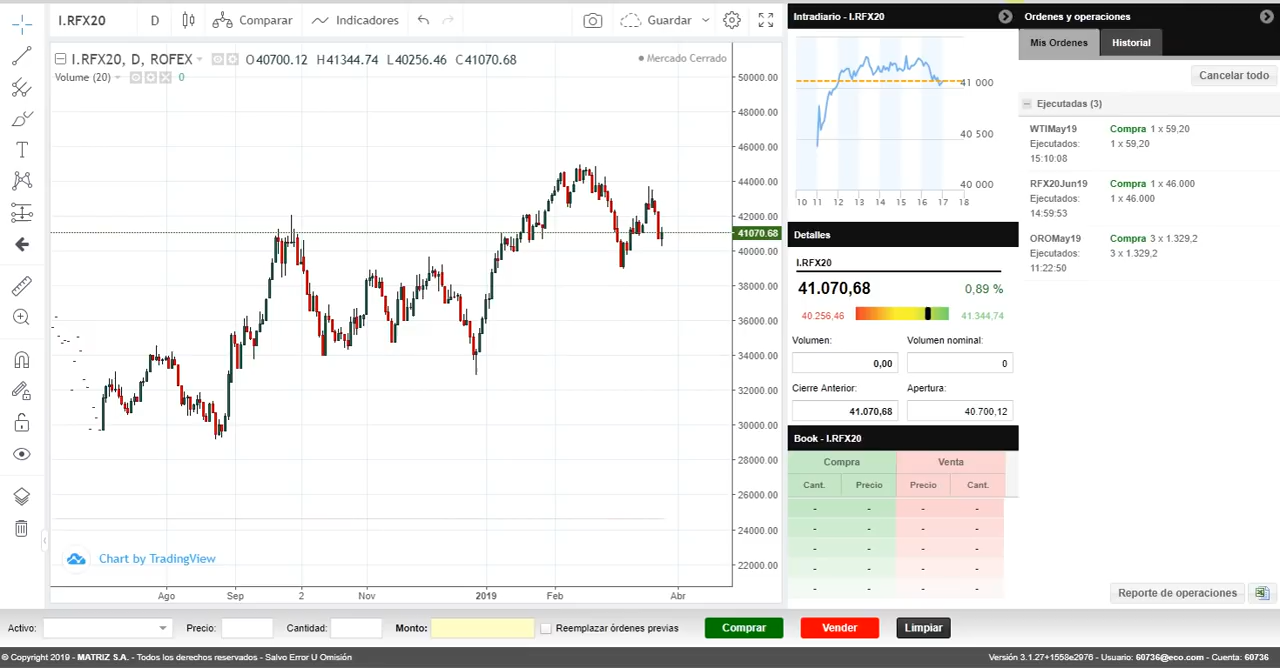 I.RFX20
D
Comparar
Indicadores
Guardar
I.RFX20, D, ROFEX
O40700.12 H41344.74 L40256.46 C41070.68
Mercado Cerrado
Volume (20)
0
50000.00
48000.00
46000.00
44000.00
42000.00
41070.68
40000.00
38000.00
36000.00
34000.00
32000.00
30000.00
28000.00
26000.00
24000.00
22000.00
Chart by TradingView
Ago Sep 2 Nov 2019 Feb Abr
Intradiario - I.RFX20
41 000
40 500
40 000
10 11 12 13 14 15 16 17 18
Detalles
I.RFX20
41.070,68 0,89 %
40.256,46 41.344,74
Volumen: Volumen nominal:
0,00 0
Cierre Anterior: Apertura:
41.070,68 40.700,12
Book - I.RFX20
Compra Venta
Cant. Precio Precio Cant.
- - - -
- - - -
- - - -
- - - -
- - - -
Ordenes y operaciones
Mis Ordenes Historial
Cancelar todo
Ejecutadas (3)
WTIMay19 Compra 1 x 59,20
Ejecutados: 1 x 59,20
15:10:08
RFX20Jun19 Compra 1 x 46.000
Ejecutados: 1 x 46.000
14:59:53
OROMay19 Compra 3 x 1.329,2
Ejecutados: 3 x 1.329,2
11:22:50
Reporte de operaciones
Activo: Precio: Cantidad: Monto: Reemplazar órdenes previas Comprar Vender Limpiar
© Copyright 2019 - MATRIZ S.A. - Todos los derechos reservados - Salvo Error U Omisión
Versión 3.1.27+1558e2976 - Usuario: 60736@eco.com - Cuenta: 60736